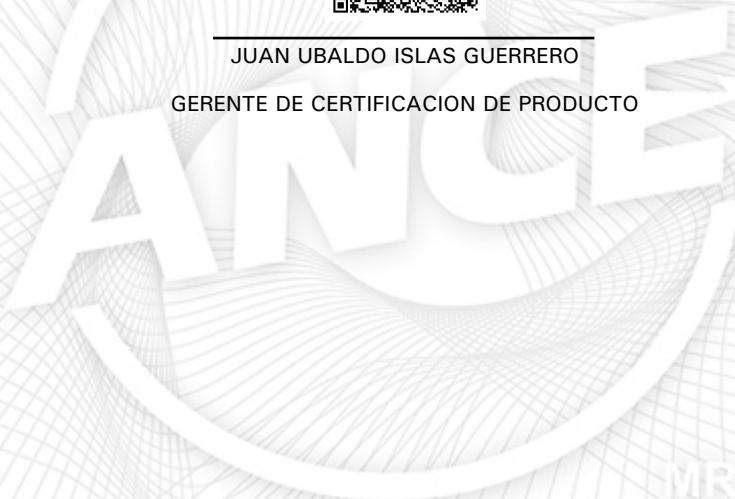 JUAN UBALDO ISLAS GUERRERO
GERENTE DE CERTIFICACION DE PRODUCTO
ANCE
MR